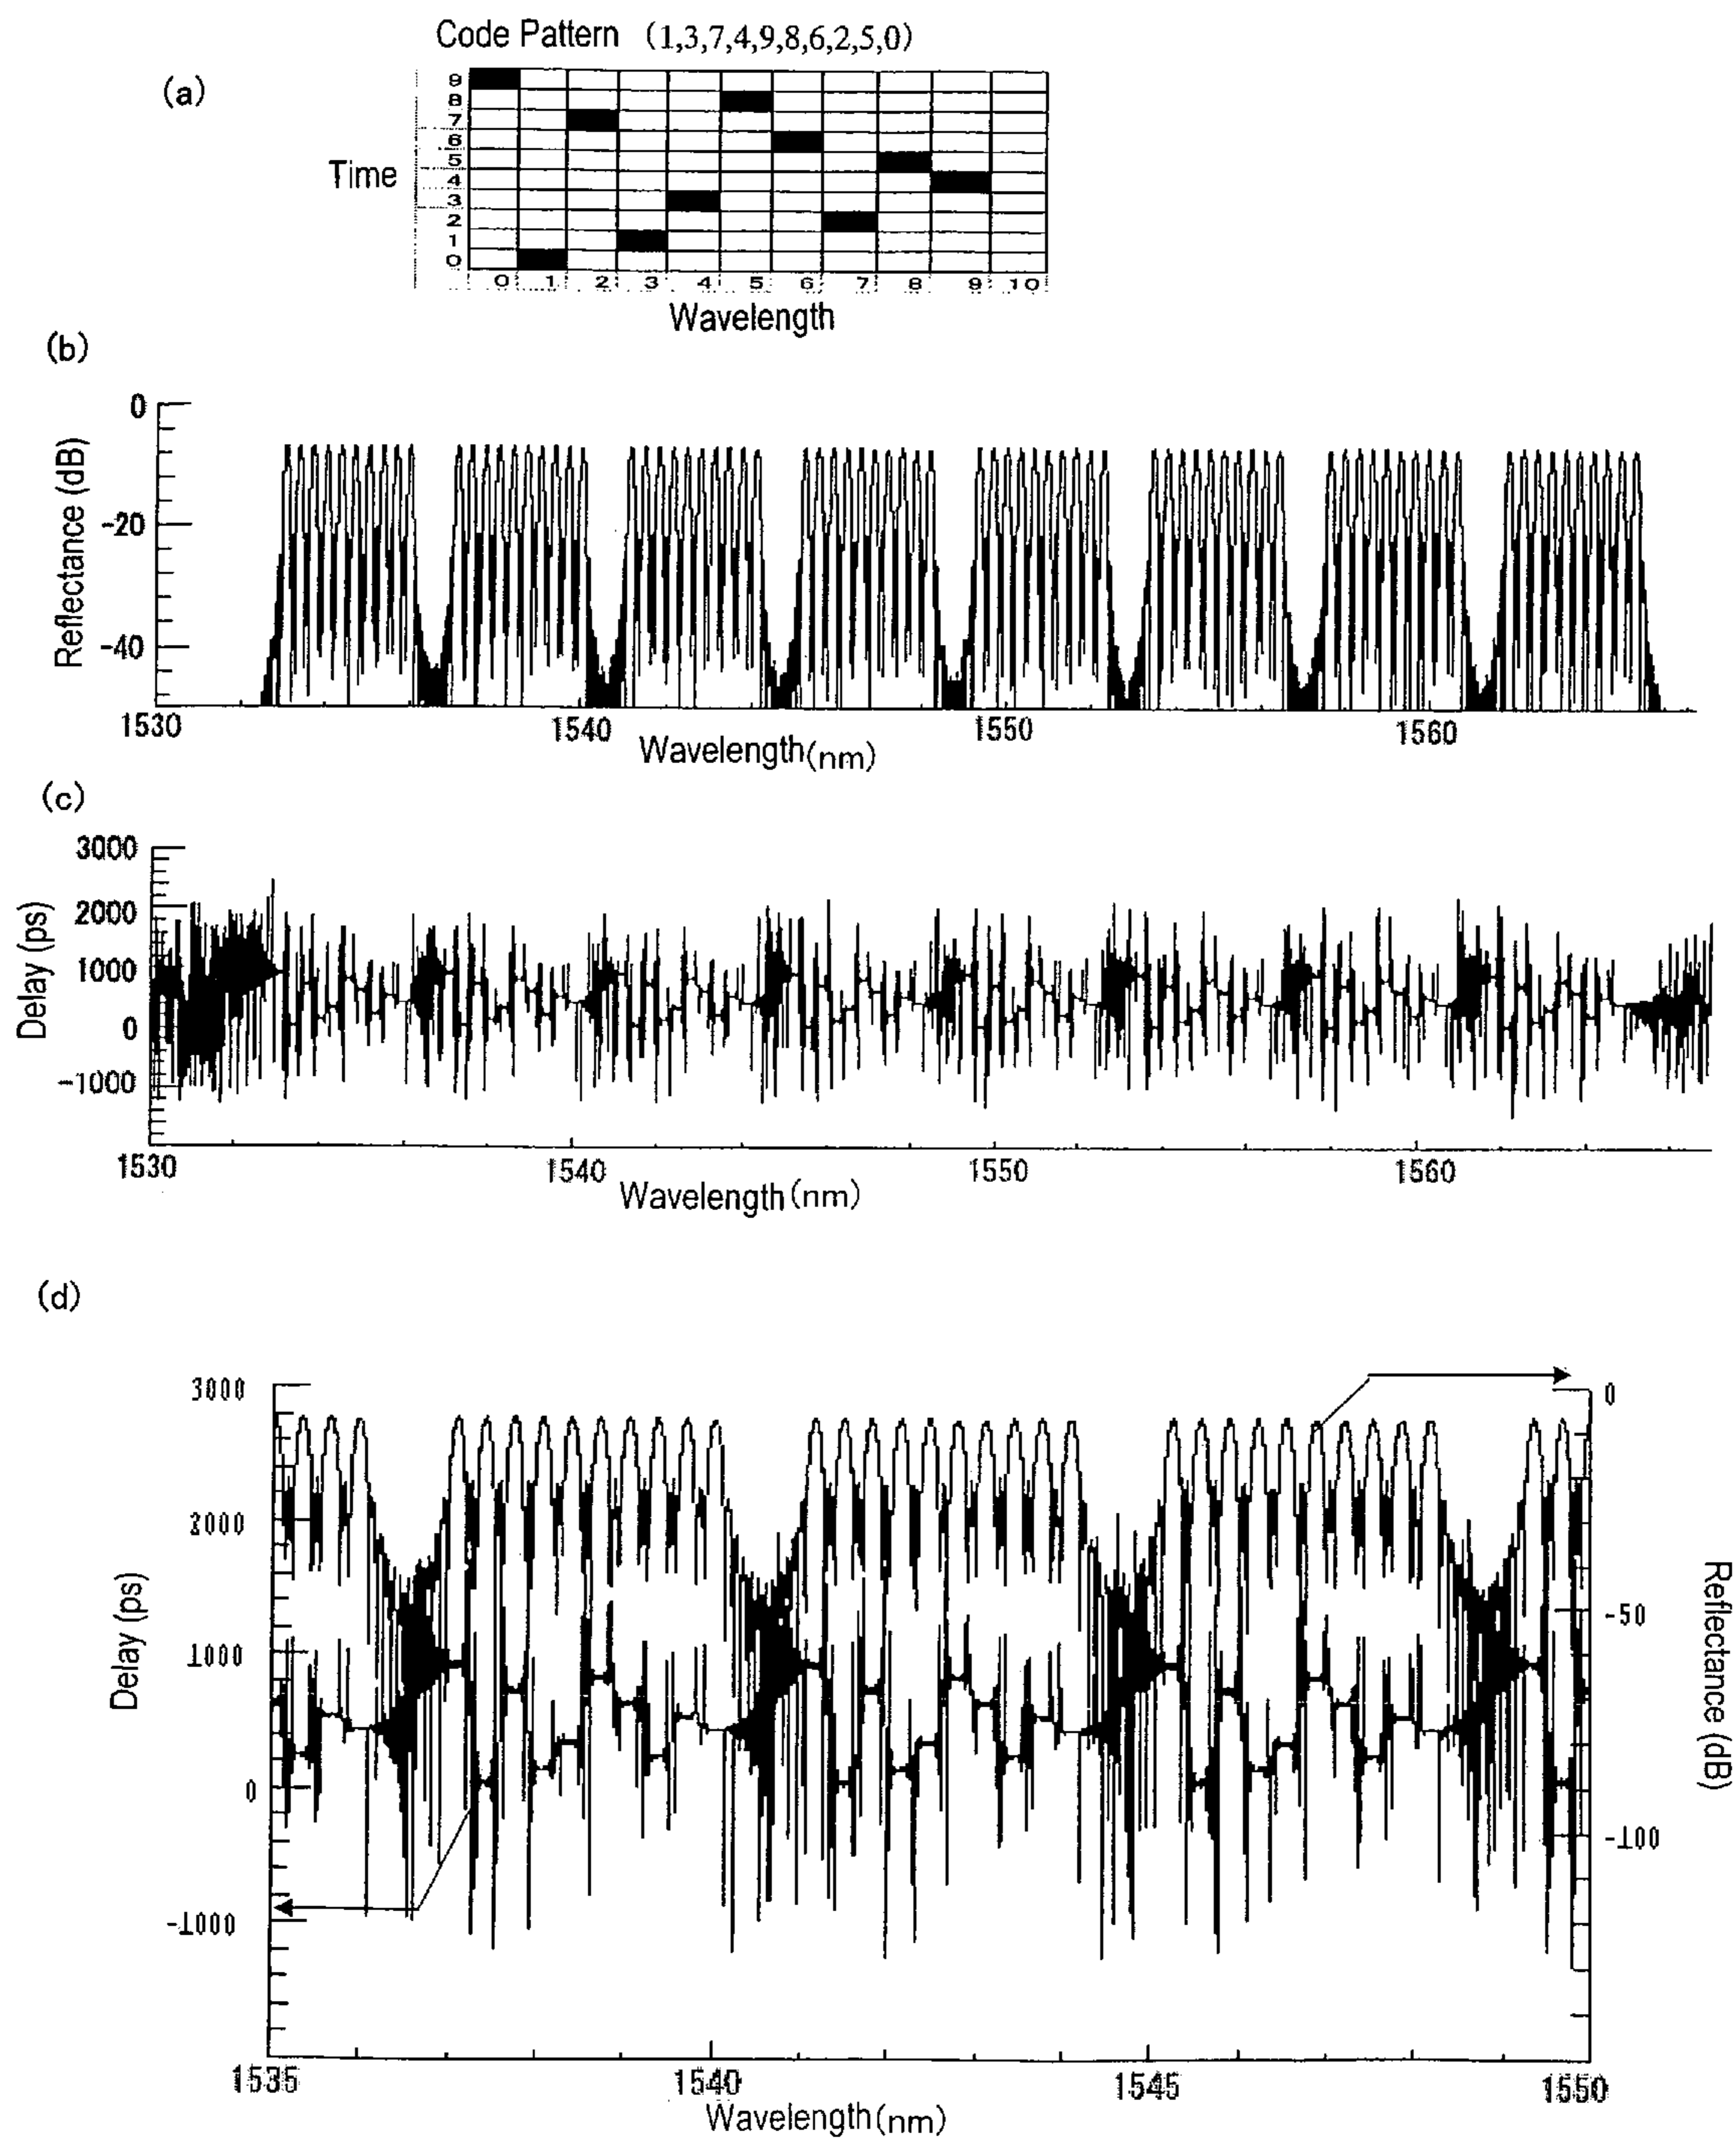 Code Pattern (1,3,7,4,9,8,6,2,5,0)
(a)
9
8
7
6
5
4
3
2
1
0
Time
0 1 2 3 4 5 6 7 8 9 10
Wavelength
(b)
0
-20
-40
Reflectance (dB)
1530 1540 1550 1560
Wavelength(nm)
(c)
3000
2000
1000
0
-1000
Delay (ps)
1530 1540 1550 1560
Wavelength(nm)
(d)
3000
2000
1000
0
-1000
Delay (ps)
0
-50
-100
Reflectance (dB)
1535 1540 1545 1550
Wavelength(nm)